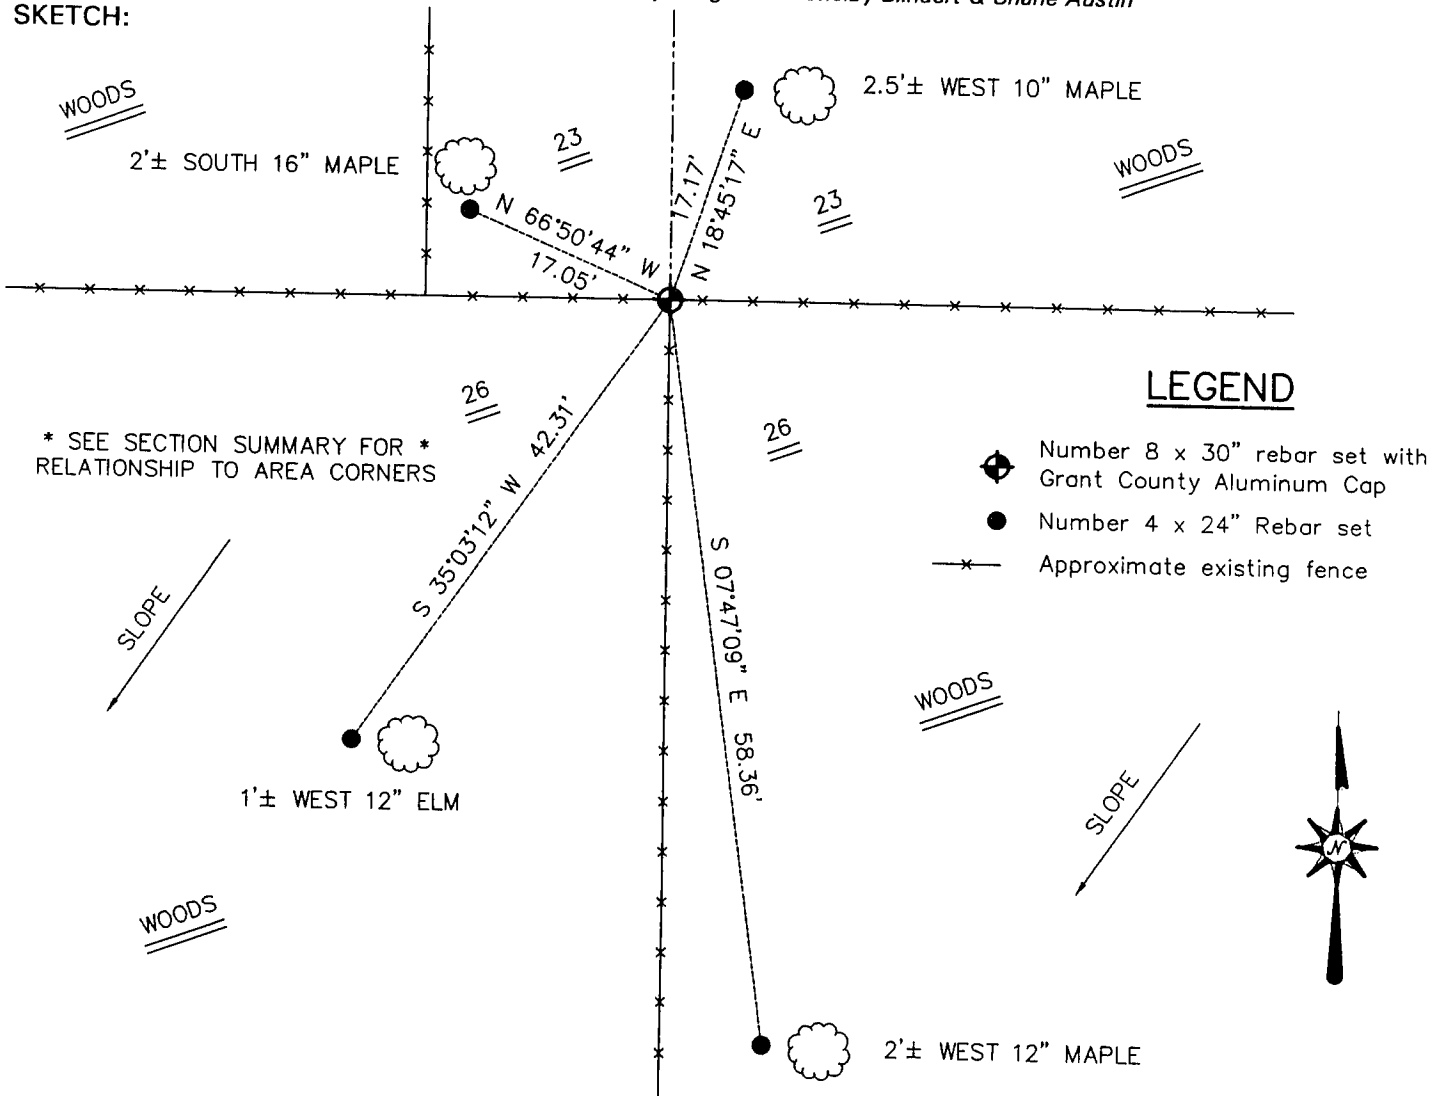 SKETCH:
& Shane Austin
WOODS
2.5'± WEST 10" MAPLE
2'± SOUTH 16" MAPLE
23
WOODS
17.17'
N 18°45'17" E
23
N 66°50'44" W
17.05'
26
LEGEND
26
* SEE SECTION SUMMARY FOR *
RELATIONSHIP TO AREA CORNERS
Number 8 x 30" rebar set with
Grant County Aluminum Cap
Number 4 x 24" Rebar set
Approximate existing fence
S 35°03'12" W 42.31'
S 07°47'09" E 58.36'
SLOPE
WOODS
1'± WEST 12" ELM
SLOPE
N
WOODS
2'± WEST 12" MAPLE